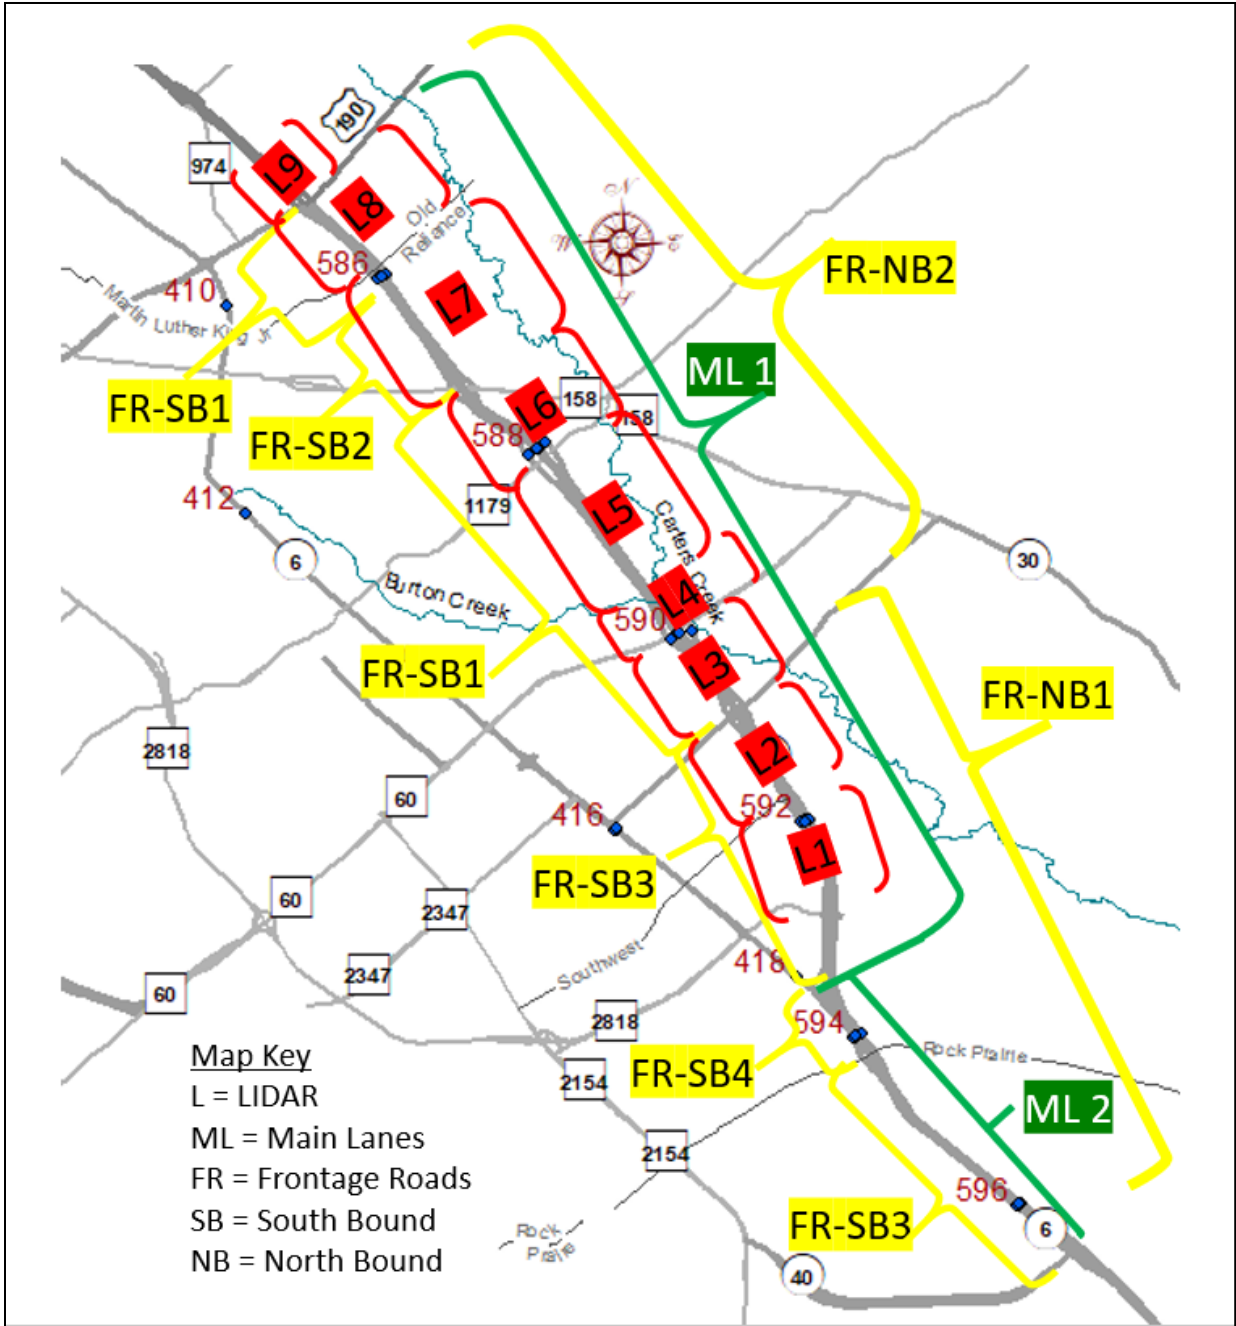 190
L9
974
L8
Old
Reliance
N
W
E
S
FR-NB2
586
410
L7
Martin Luther King Jr
ML 1
FR-SB1
158
158
L6
FR-SB2
588
412
1179
L5
Carters Creek
6
30
Burton Creek
L4
590
FR-SB1
L3
FR-NB1
2818
L2
60
592
416
L1
FR-SB3
60
2347
Southwest
2347
418
60
2818
594
Rock Prairie
Map Key
FR-SB4
2154
L = LIDAR
ML 2
ML = Main Lanes
2154
FR = Frontage Roads
596
SB = South Bound
FR-SB3
6
Rock
Prairie
NB = North Bound
40